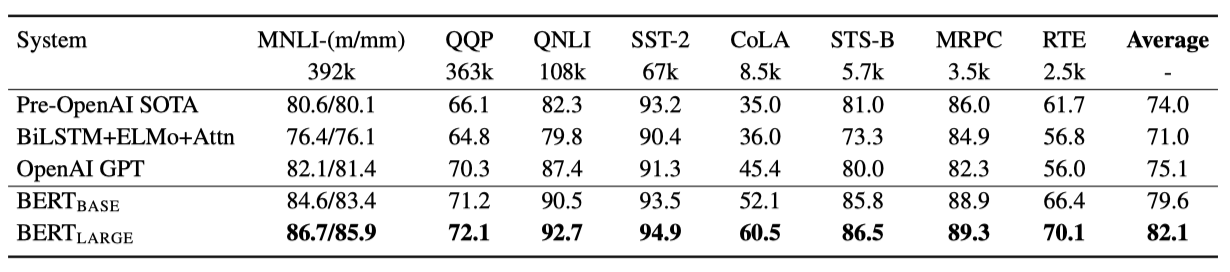 System MNLI-(m/mm) QQP QNLI SST-2 CoLA STS-B MRPC RTE Average
392k 363k 108k 67k 8.5k 5.7k 3.5k 2.5k -
Pre-OpenAI SOTA 80.6/80.1 66.1 82.3 93.2 35.0 81.0 86.0 61.7 74.0
BiLSTM+ELMo+Attn 76.4/76.1 64.8 79.8 90.4 36.0 73.3 84.9 56.8 71.0
OpenAI GPT 82.1/81.4 70.3 87.4 91.3 45.4 80.0 82.3 56.0 75.1
BERTBASE 84.6/83.4 71.2 90.5 93.5 52.1 85.8 88.9 66.4 79.6
BERTLARGE 86.7/85.9 72.1 92.7 94.9 60.5 86.5 89.3 70.1 82.1